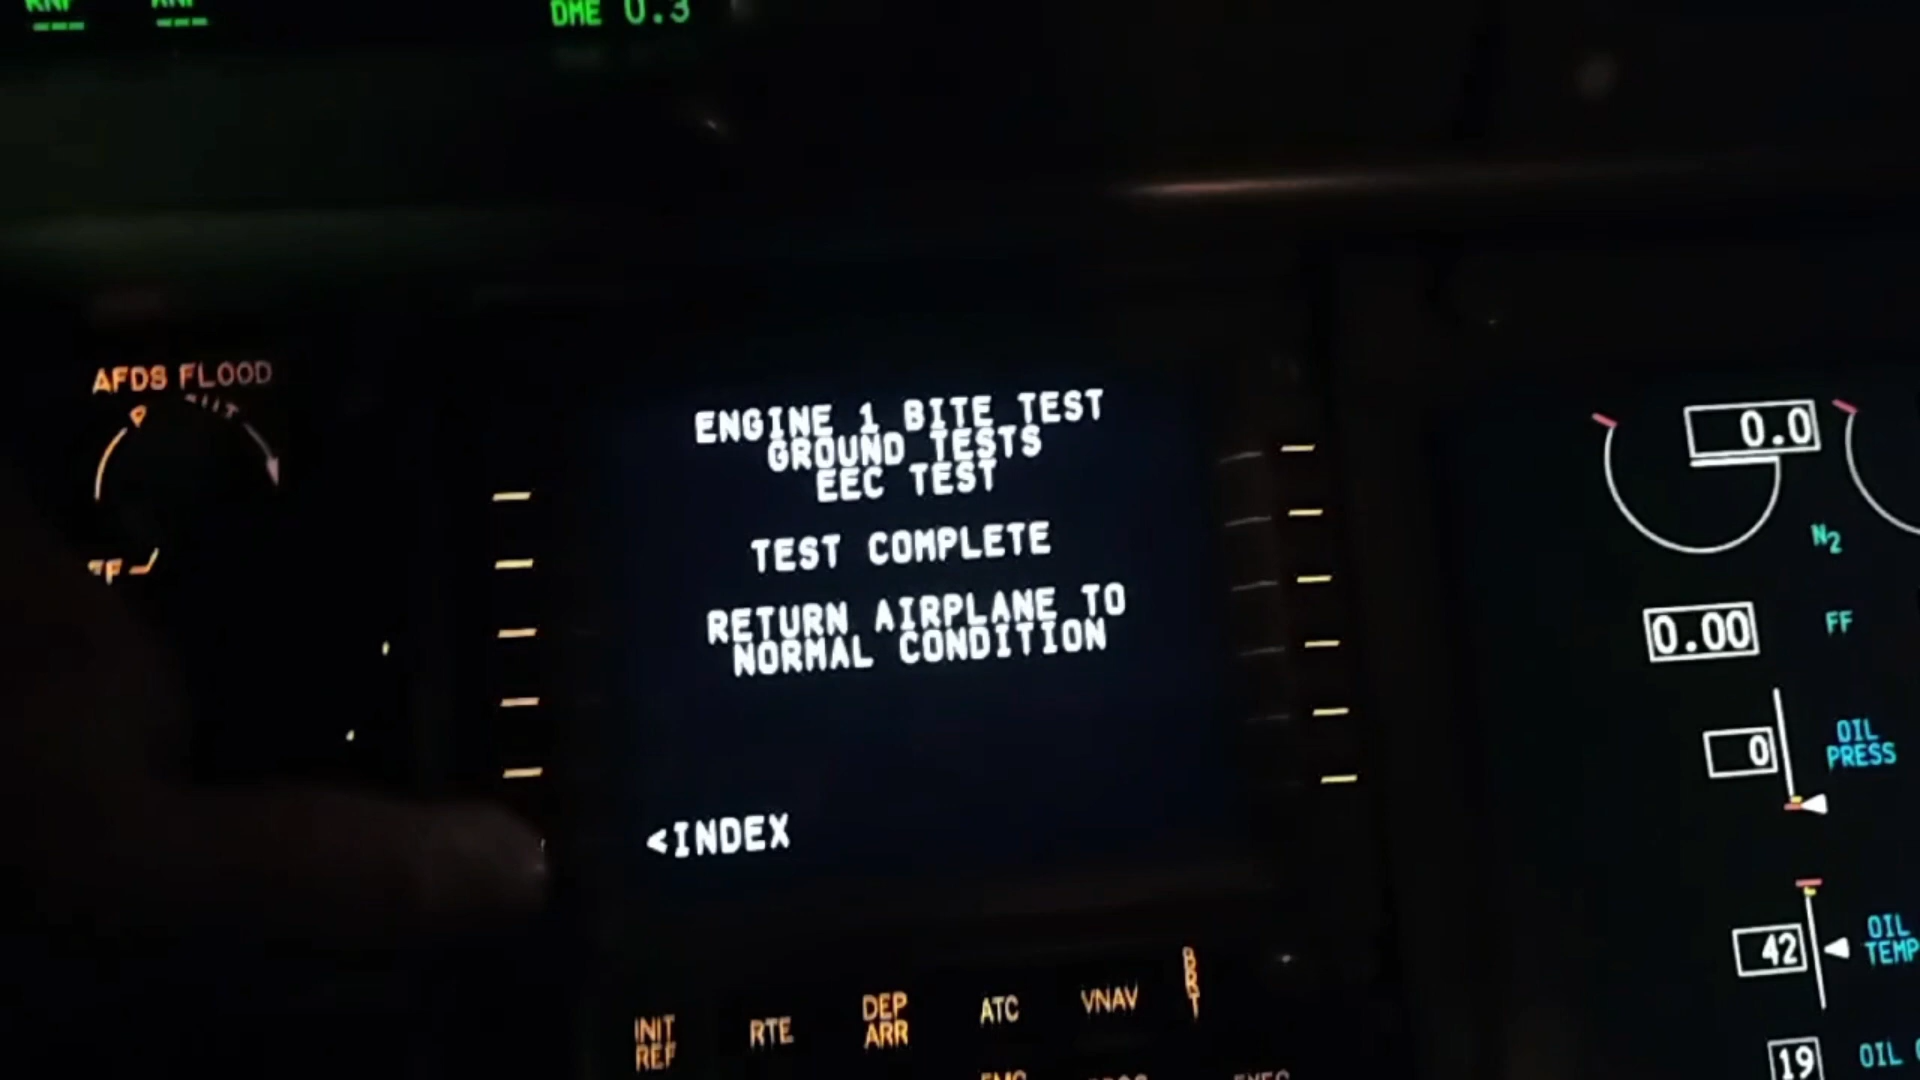 DME 0.3
AFDS FLOOD
ENGINE 1 BITE TEST
GROUND TESTS
EEC TEST
TEST COMPLETE
RETURN AIRPLANE TO
NORMAL CONDITION
<INDEX
0.0
N2
0.00
FF
0
OIL
PRESS
42
OIL
TEMP
19
OIL
INIT
REF
RTE
DEP
ARR
ATC
VNAV
BRT